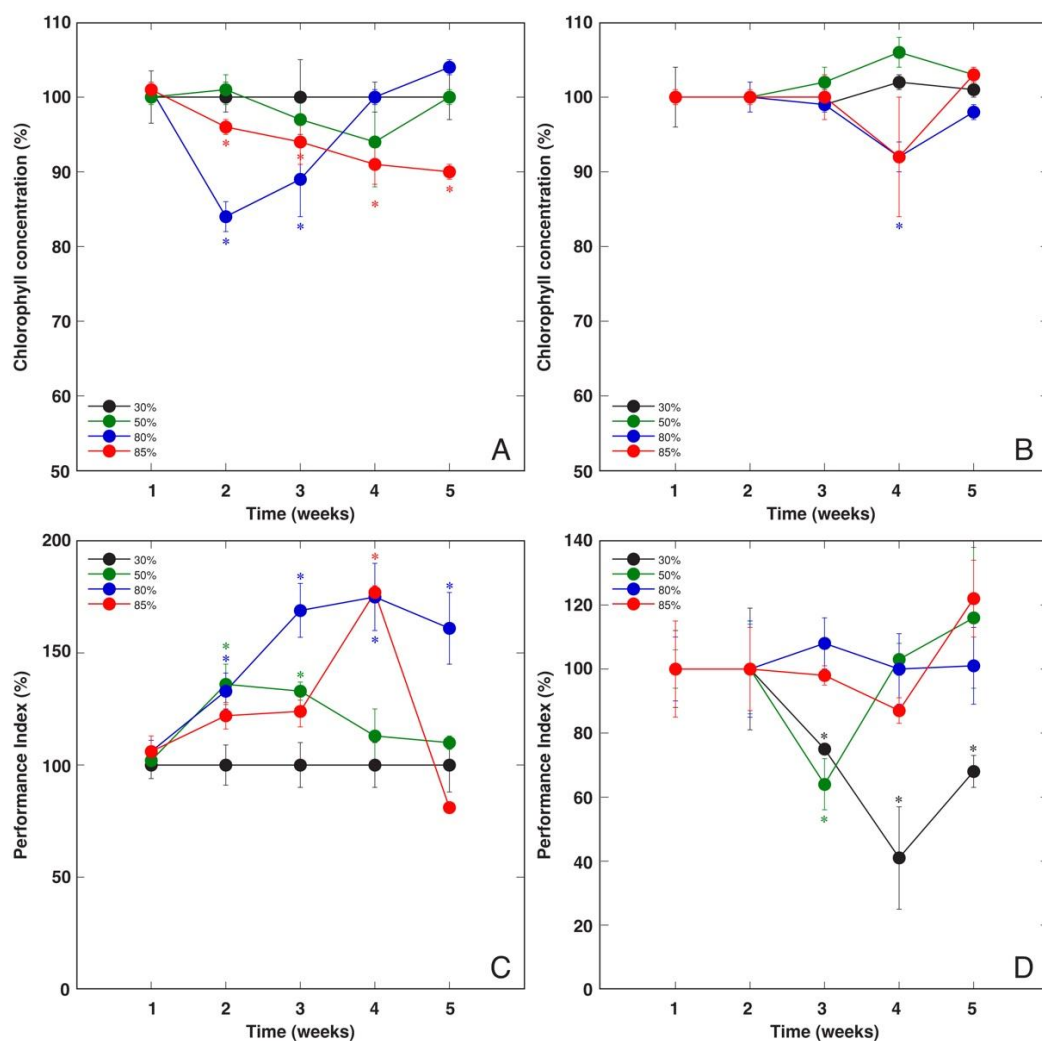 110
100
90
80
70
60
50
Chlorophyll concentration (%)
* * * * * *
30%
50%
80%
85%
A
1 2 3 4 5
Time (weeks)
110
100
90
80
70
60
50
Chlorophyll concentration (%)
*
30%
50%
80%
85%
B
1 2 3 4 5
Time (weeks)
200
150
100
50
0
Performance Index (%)
30%
50%
80%
85%
* * * * * * *
C
1 2 3 4 5
Time (weeks)
140
120
100
80
60
40
20
0
Performance Index (%)
30%
50%
80%
85%
* * * *
D
1 2 3 4 5
Time (weeks)